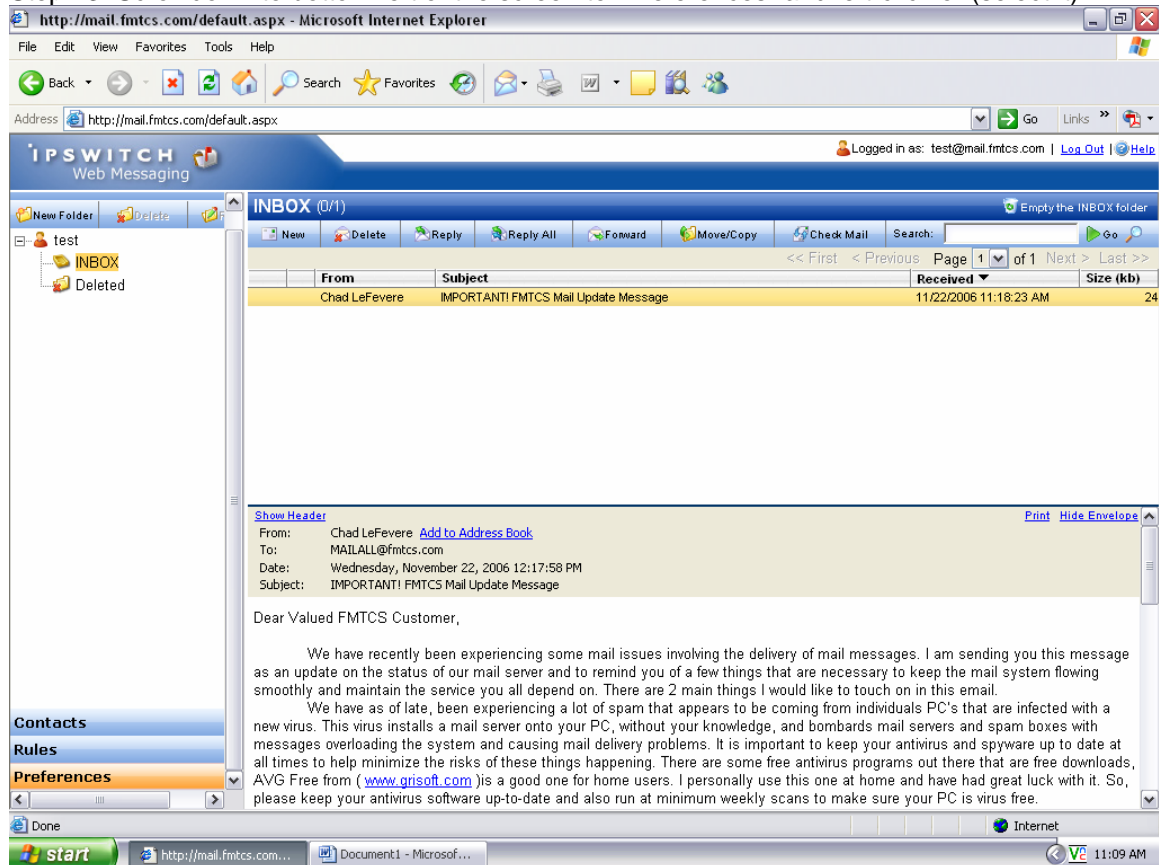 http://mail.fmtcs.com/default.aspx - Microsoft Internet Explorer
File Edit View Favorites Tools Help
Back Search Favorites
Address http://mail.fmtcs.com/default.aspx Go Links »
IPSWITCH
Web Messaging
Logged in as: test@mail.fmtcs.com | Log Out | Help
New Folder Delete
INBOX (0/1) Empty the INBOX folder
New Delete Reply Reply All Forward Move/Copy Check Mail Search: Go
test
INBOX
Deleted
<< First < Previous Page 1 of 1 Next > Last >>
From Subject Received Size (kb)
Chad LeFevere IMPORTANT! FMTCS Mail Update Message 11/22/2006 11:18:23 AM 24
Show Header Print Hide Envelope
From: Chad LeFevere Add to Address Book
To: MAILALL@fmtcs.com
Date: Wednesday, November 22, 2006 12:17:58 PM
Subject: IMPORTANT! FMTCS Mail Update Message
Dear Valued FMTCS Customer,
We have recently been experiencing some mail issues involving the delivery of mail messages. I am sending you this message
as an update on the status of our mail server and to remind you of a few things that are necessary to keep the mail system flowing
smoothly and maintain the service you all depend on. There are 2 main things I would like to touch on in this email.
We have as of late, been experiencing a lot of spam that appears to be coming from individuals PC's that are infected with a
new virus. This virus installs a mail server onto your PC, without your knowledge, and bombards mail servers and spam boxes with
messages overloading the system and causing mail delivery problems. It is important to keep your antivirus and spyware up to date at
all times to help minimize the risks of these things happening. There are some free antivirus programs out there that are free downloads,
AVG Free from ( www.grisoft.com )is a good one for home users. I personally use this one at home and have had great luck with it. So,
please keep your antivirus software up-to-date and also run at minimum weekly scans to make sure your PC is virus free.
Contacts
Rules
Preferences
Done Internet
start http://mail.fmtcs.com... Document1 - Microsof... 11:09 AM